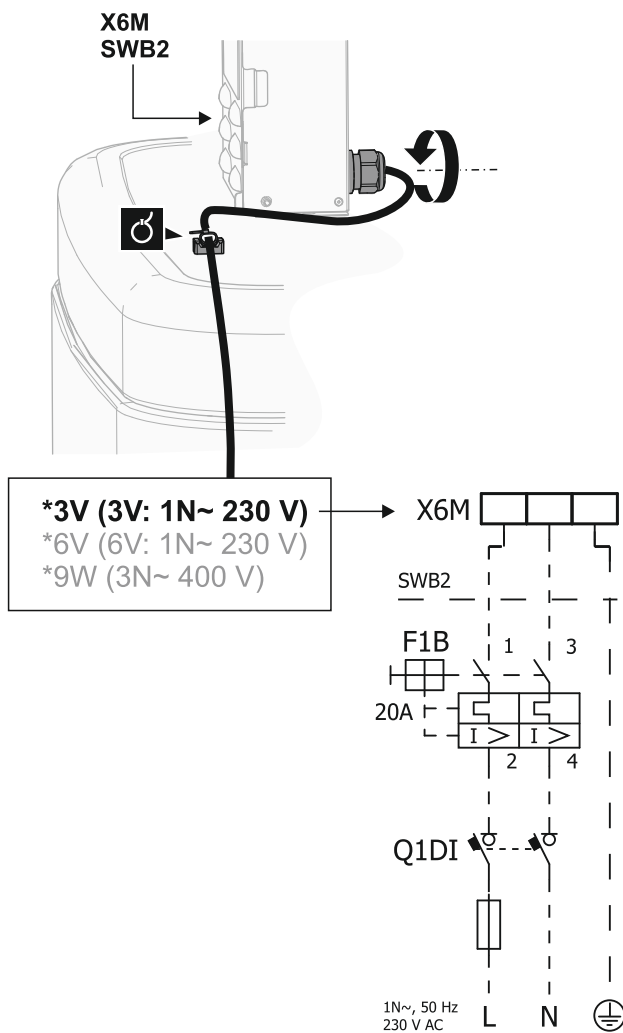 X6M
SWB2
*3V (3V: 1N~ 230 V)
*6V (6V: 1N~ 230 V)
*9W (3N~ 400 V)
X6M
SWB2
F1B
1
3
20A
I >
I >
2
4
Q1DI
1N~, 50 Hz
230 V AC
L
N